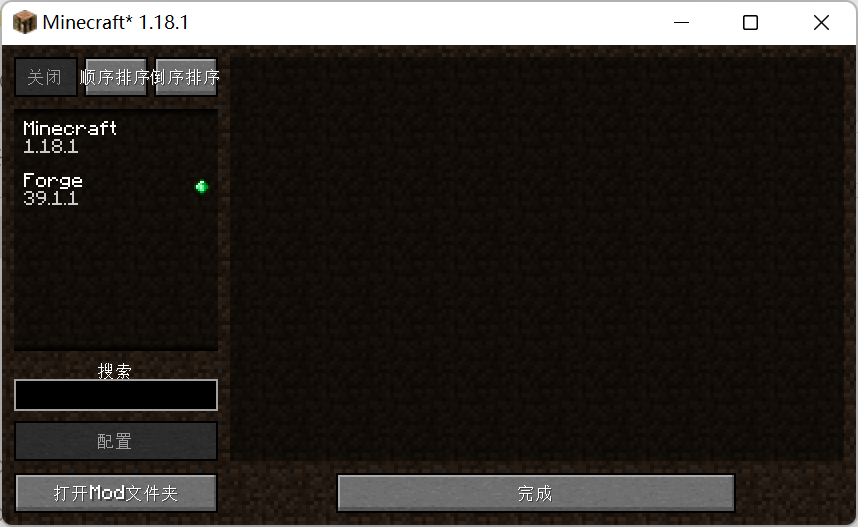 Minecraft* 1.18.1
关闭 顺序排序 倒序排序
Minecraft
1.18.1
Forge
39.1.1
搜索
配置
打开Mod文件夹 完成